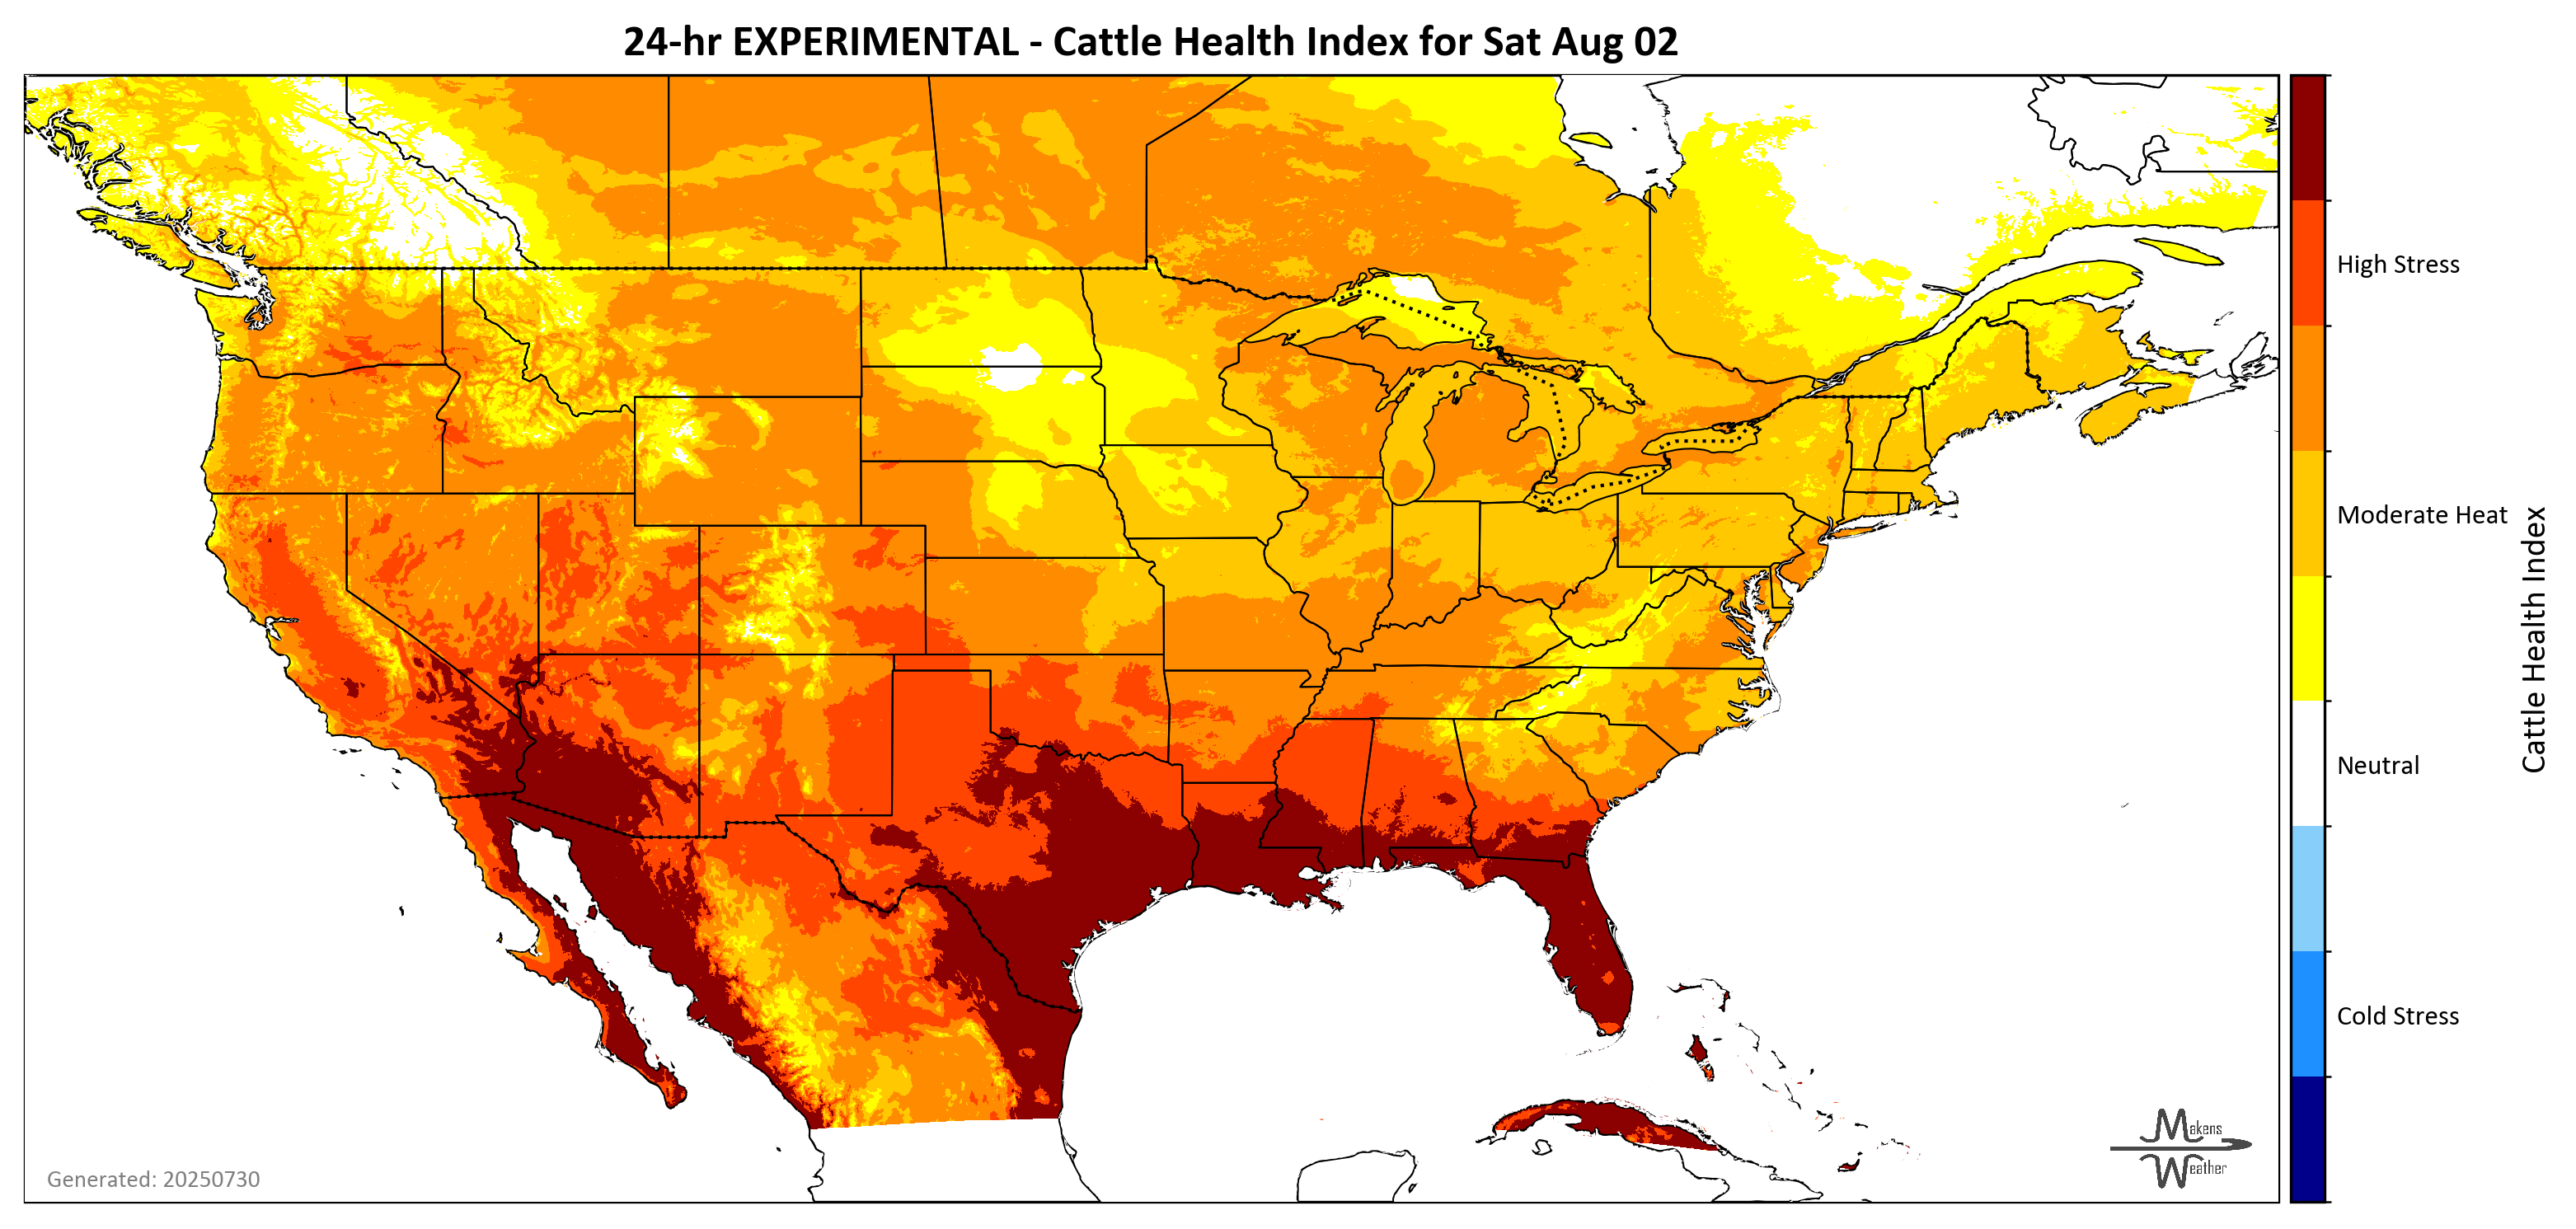 24-hr EXPERIMENTAL - Cattle Health Index for Sat Aug 02
High Stress
Moderate Heat
Neutral
Cold Stress
Cattle Health Index
Generated: 20250730
Makens
Weather